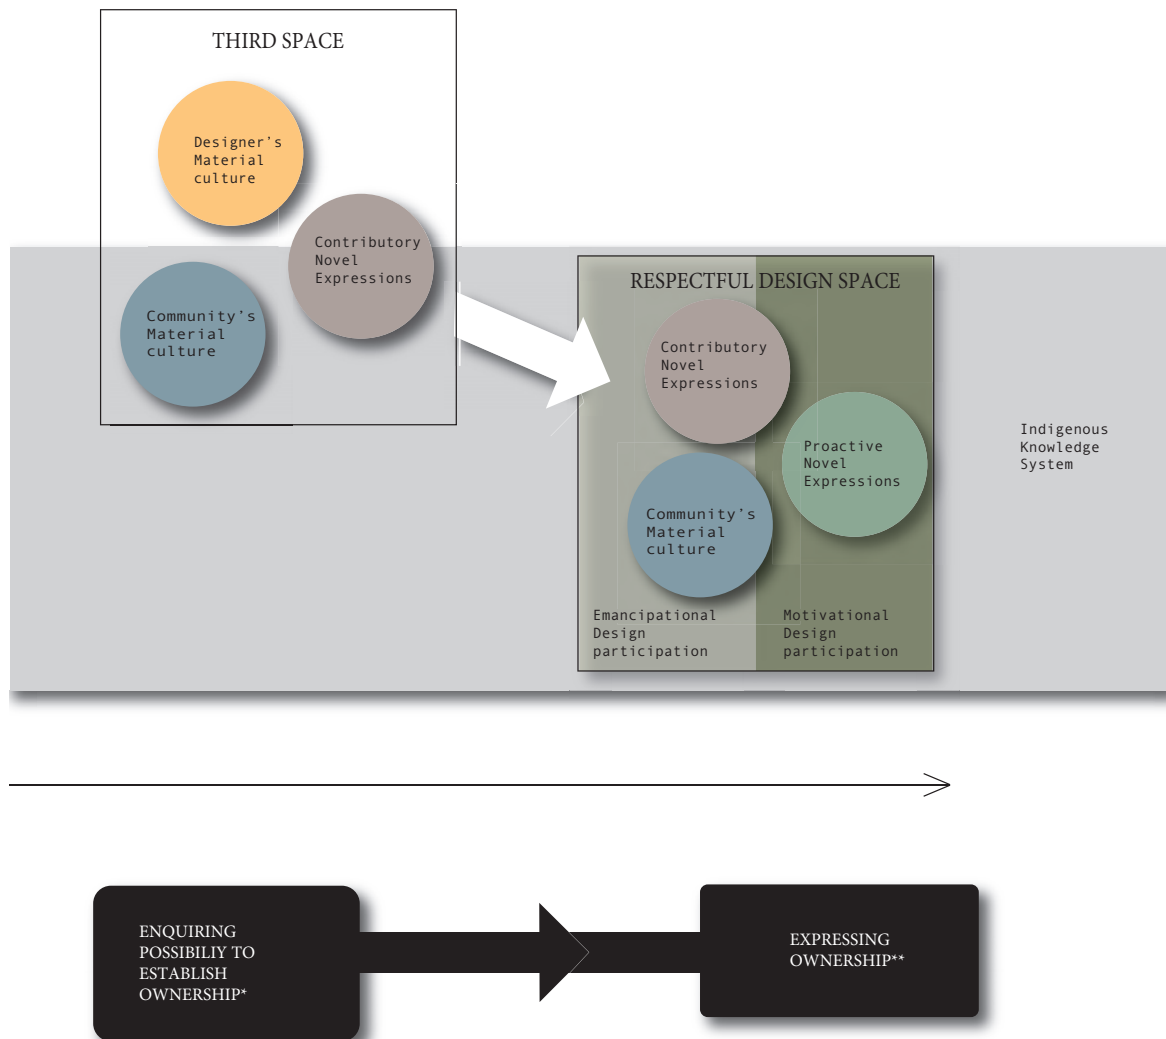 THIRD SPACE
Designer's
Material
culture
Contributory
Novel
Expressions
Community's
Material
culture
RESPECTFUL DESIGN SPACE
Contributory
Novel
Expressions
Proactive
Novel
Expressions
Community's
Material
culture
Emancipational
Design
participation
Motivational
Design
participation
Indigenous
Knowledge
System
ENQUIRING
POSSIBILIY TO
ESTABLISH
OWNERSHIP*
EXPRESSING
OWNERSHIP**